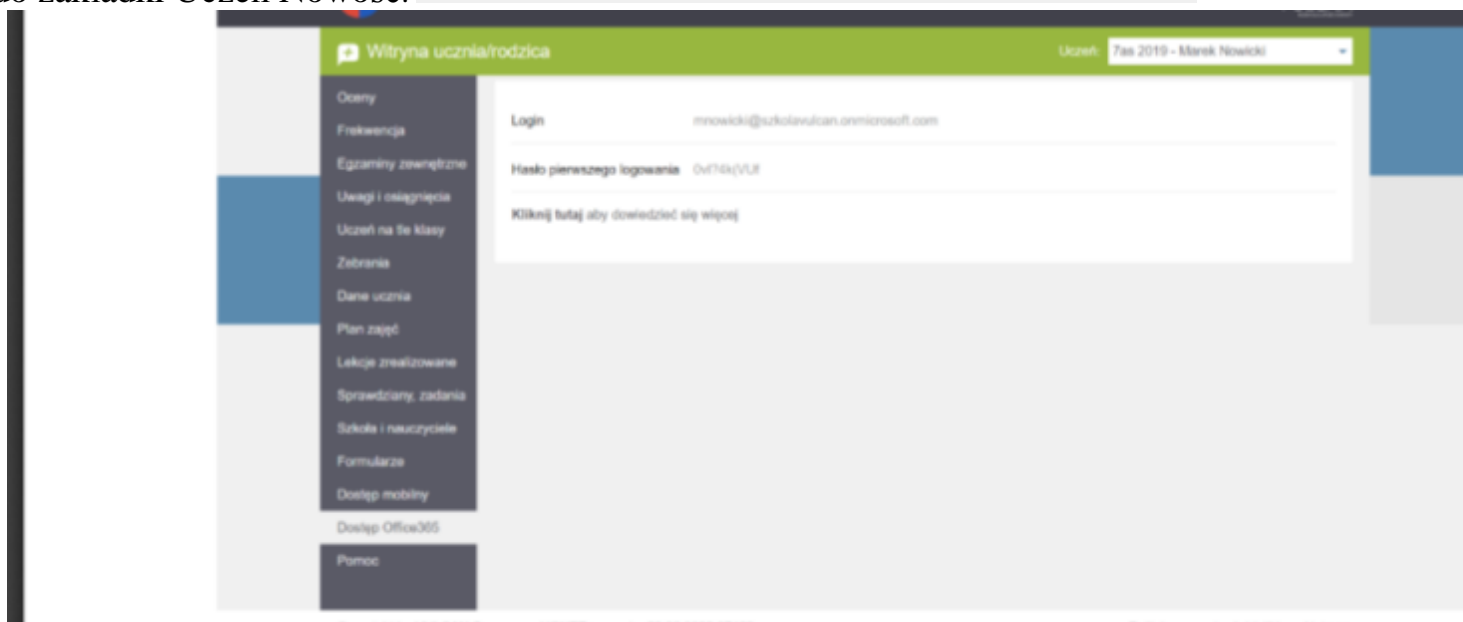 Witryna ucznia/rodzica
Uczeń: 7as 2019 - Marek Nowicki
Oceny
Frekwencja
Egzaminy zewnętrzne
Uwagi i osiągnięcia
Uczeń na tle klasy
Zebrania
Dane ucznia
Plan zajęć
Lekcje zrealizowane
Sprawdziany, zadania
Szkoła i nauczyciele
Formularze
Dostęp mobilny
Dostęp Office365
Pomoc
Login mnowicki@szkolavulcan.onmicrosoft.com
Hasło pierwszego logowania
Kliknij tutaj aby dowiedzieć się więcej